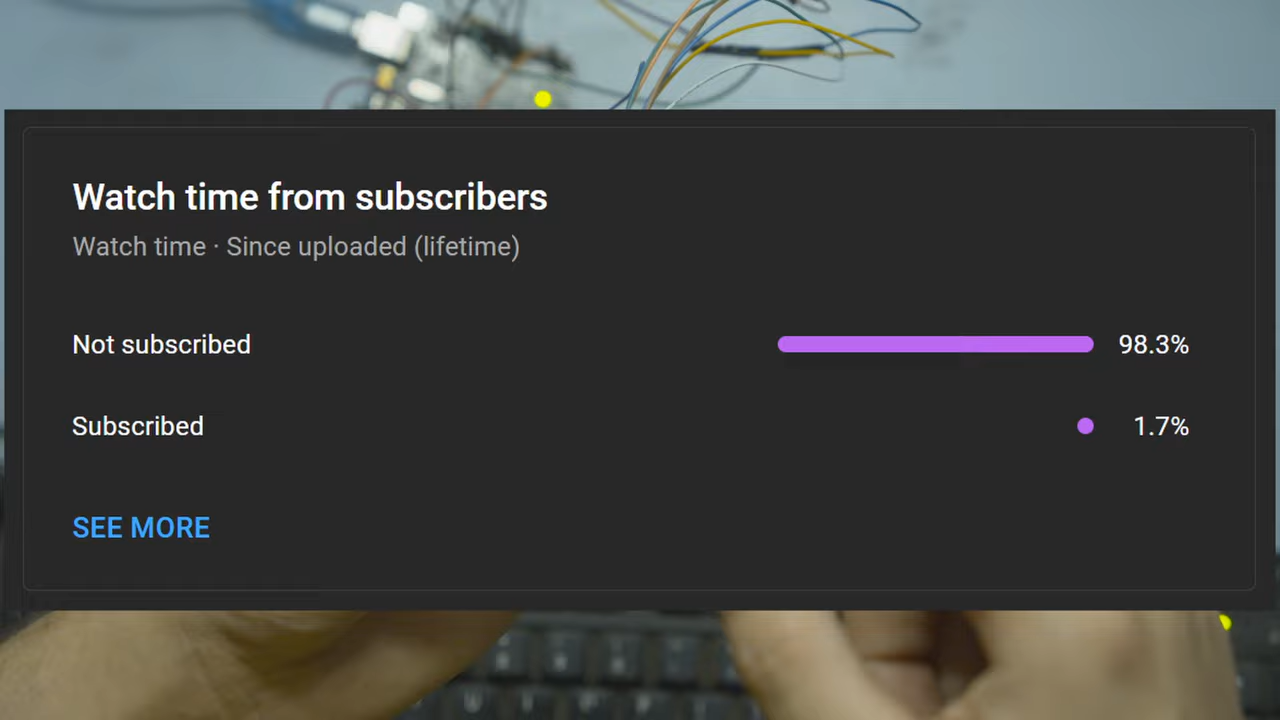 Watch time from subscribers
Watch time · Since uploaded (lifetime)
Not subscribed 98.3%
Subscribed 1.7%
SEE MORE